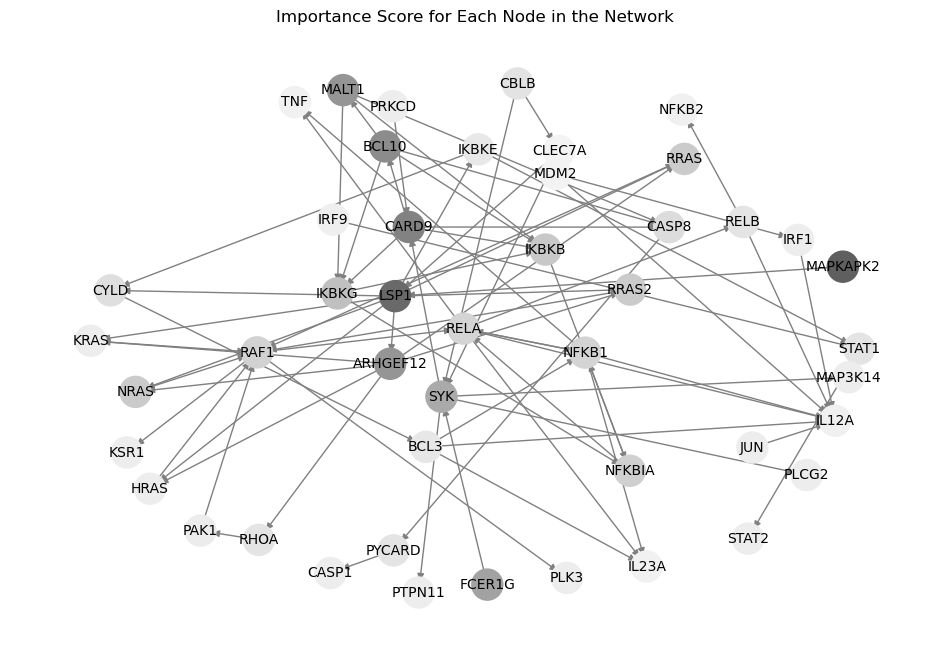 Importance Score for Each Node in the Network
CBLB
MALT1
TNF
PRKCD
NFKB2
BCL10
IKBKE
CLEC7A
RRAS
MDM2
IRF9
CARD9
CASP8
RELB
IRF1
IKBKB
MAPKAPK2
CYLD
IKBKG
LSP1
RRAS2
RELA
KRAS
RAF1
NFKB1
STAT1
ARHGEF12
MAP3K14
NRAS
SYK
IL12A
BCL3
JUN
KSR1
NFKBIA
PLCG2
HRAS
PAK1
RHOA
STAT2
PYCARD
IL23A
CASP1
PLK3
FCER1G
PTPN11